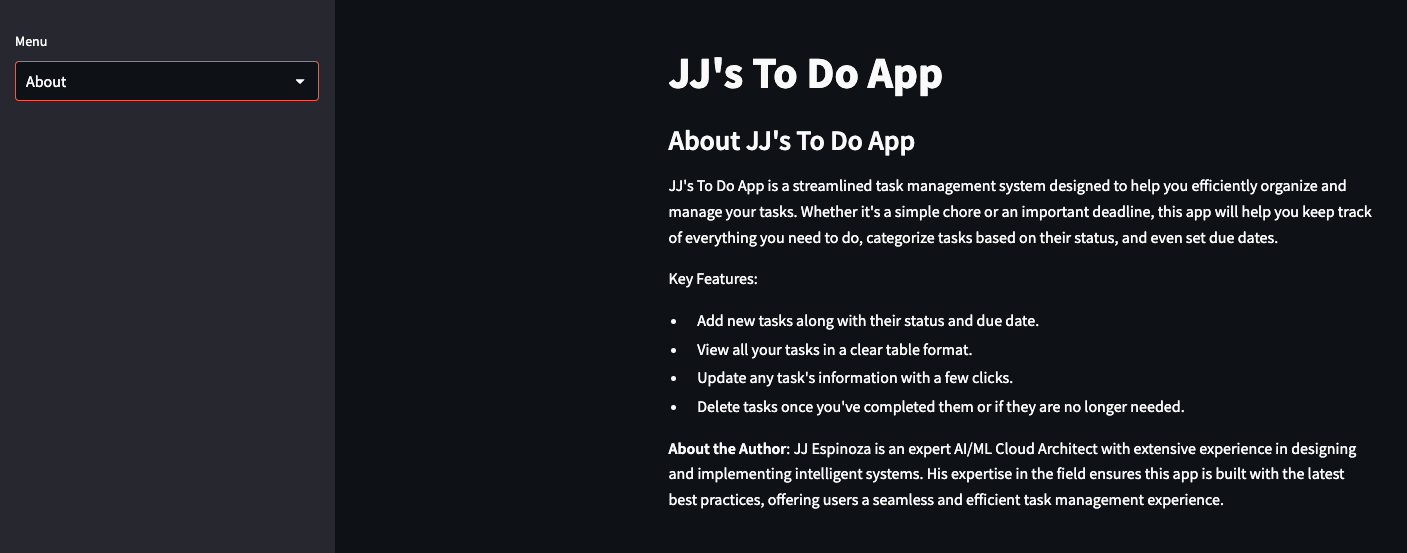 Menu
About
JJ's To Do App
About JJ's To Do App
JJ's To Do App is a streamlined task management system designed to help you efficiently organize and
manage your tasks. Whether it's a simple chore or an important deadline, this app will help you keep track
of everything you need to do, categorize tasks based on their status, and even set due dates.
Key Features:
• Add new tasks along with their status and due date.
• View all your tasks in a clear table format.
• Update any task's information with a few clicks.
• Delete tasks once you've completed them or if they are no longer needed.
About the Author: JJ Espinoza is an expert AI/ML Cloud Architect with extensive experience in designing
and implementing intelligent systems. His expertise in the field ensures this app is built with the latest
best practices, offering users a seamless and efficient task management experience.